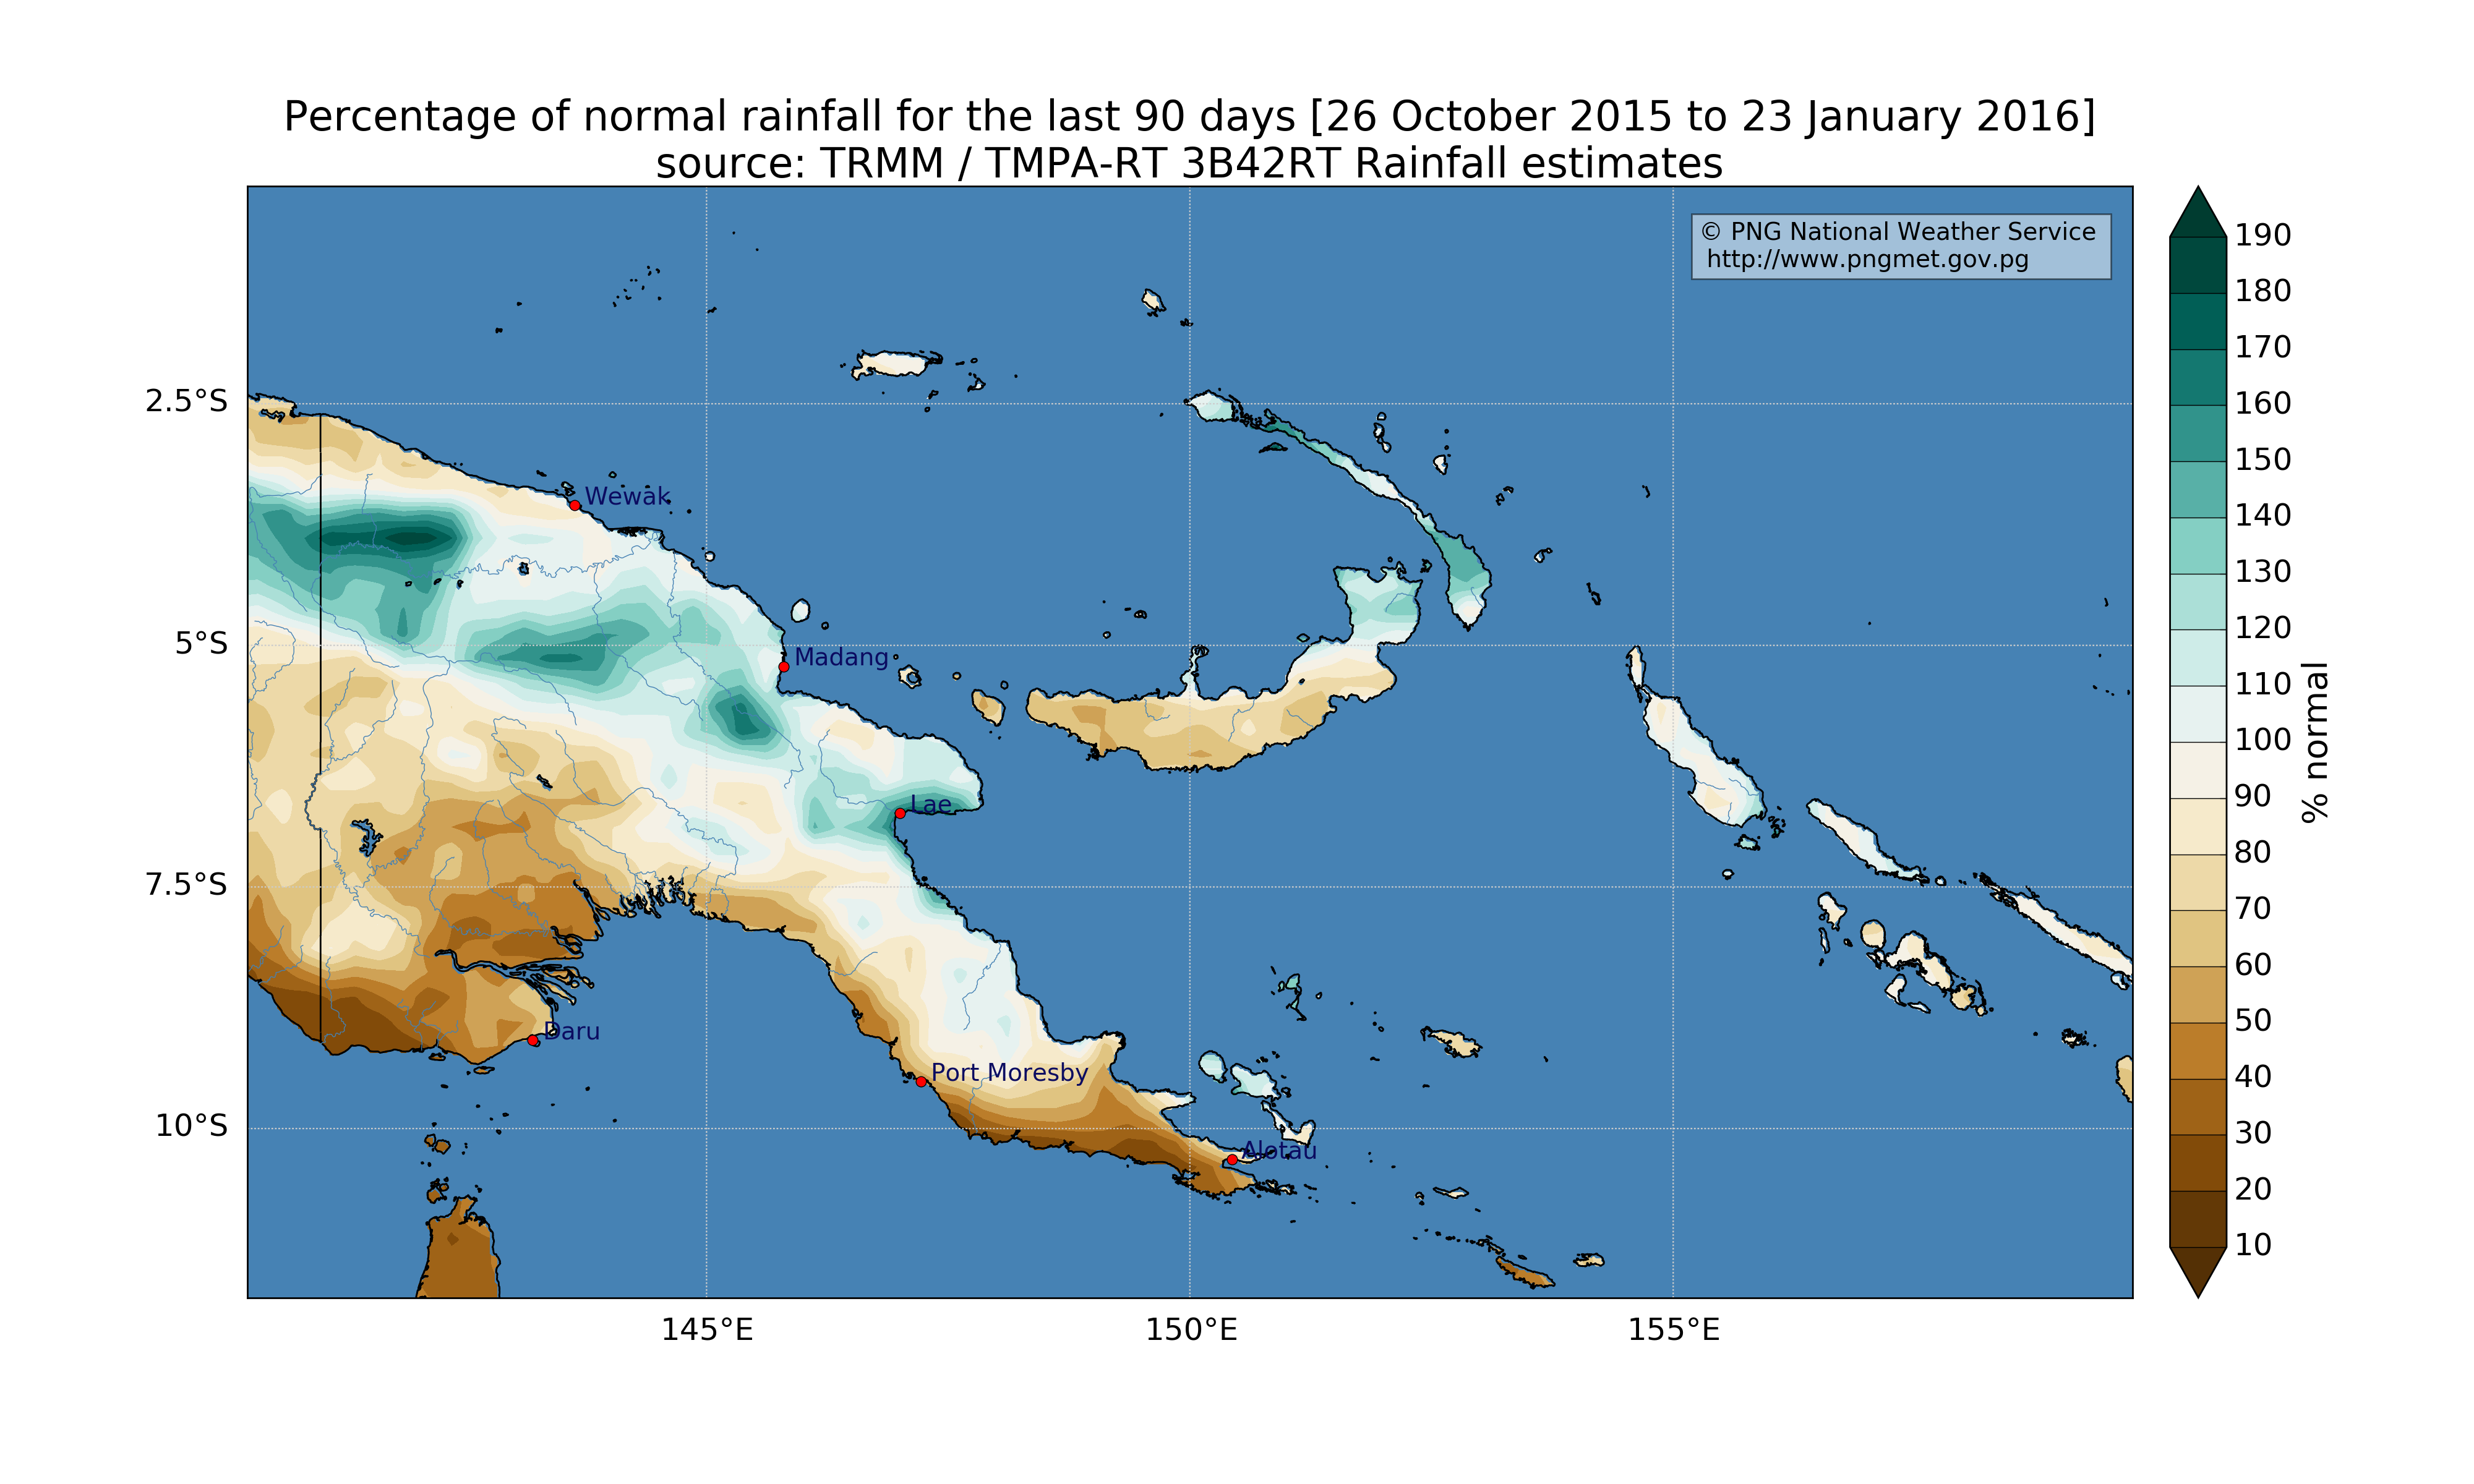 Percentage of normal rainfall for the last 90 days [26 October 2015 to 23 January 2016]
source: TRMM / TMPA-RT 3B42RT Rainfall estimates
© PNG National Weather Service
http://www.pngmet.gov.pg
2.5°S
5°S
7.5°S
10°S
Wewak
Madang
Lae
Daru
Port Moresby
Alotau
145°E
150°E
155°E
190
180
170
160
150
140
130
120
110
100
90
80
70
60
50
40
30
20
10
% normal